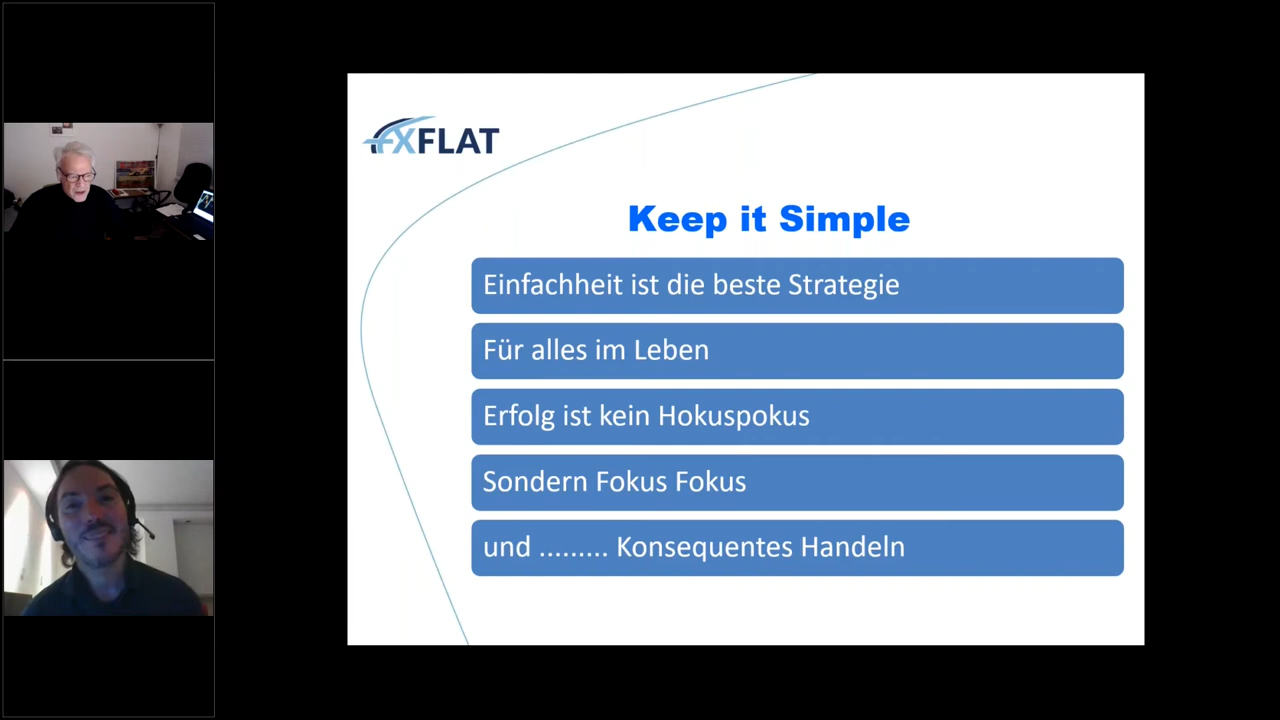 FXFLAT
Keep it Simple
Einfachheit ist die beste Strategie
Für alles im Leben
Erfolg ist kein Hokuspokus
Sondern Fokus Fokus
und ......... Konsequentes Handeln